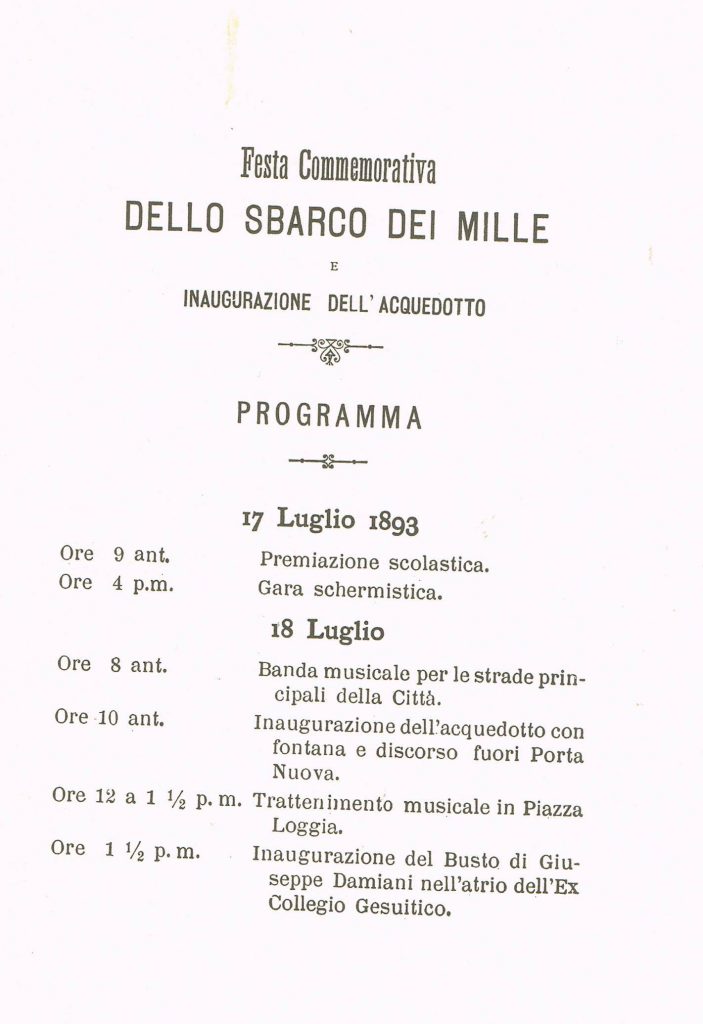 Festa Commemorativa
DELLO SBARCO DEI MILLE
E
INAUGURAZIONE DELL'ACQUEDOTTO
PROGRAMMA
17 Luglio 1893
Ore 9 ant. Premiazione scolastica.
Ore 4 p.m. Gara schermistica.
18 Luglio
Ore 8 ant. Banda musicale per le strade prin-
cipali della Città.
Ore 10 ant. Inaugurazione dell'acquedotto con
fontana e discorso fuori Porta
Nuova.
Ore 12 a 1 ½ p. m. Trattenimento musicale in Piazza
Loggia.
Ore 1 ½ p. m. Inaugurazione del Busto di Giu-
seppe Damiani nell'atrio dell'Ex
Collegio Gesuitico.